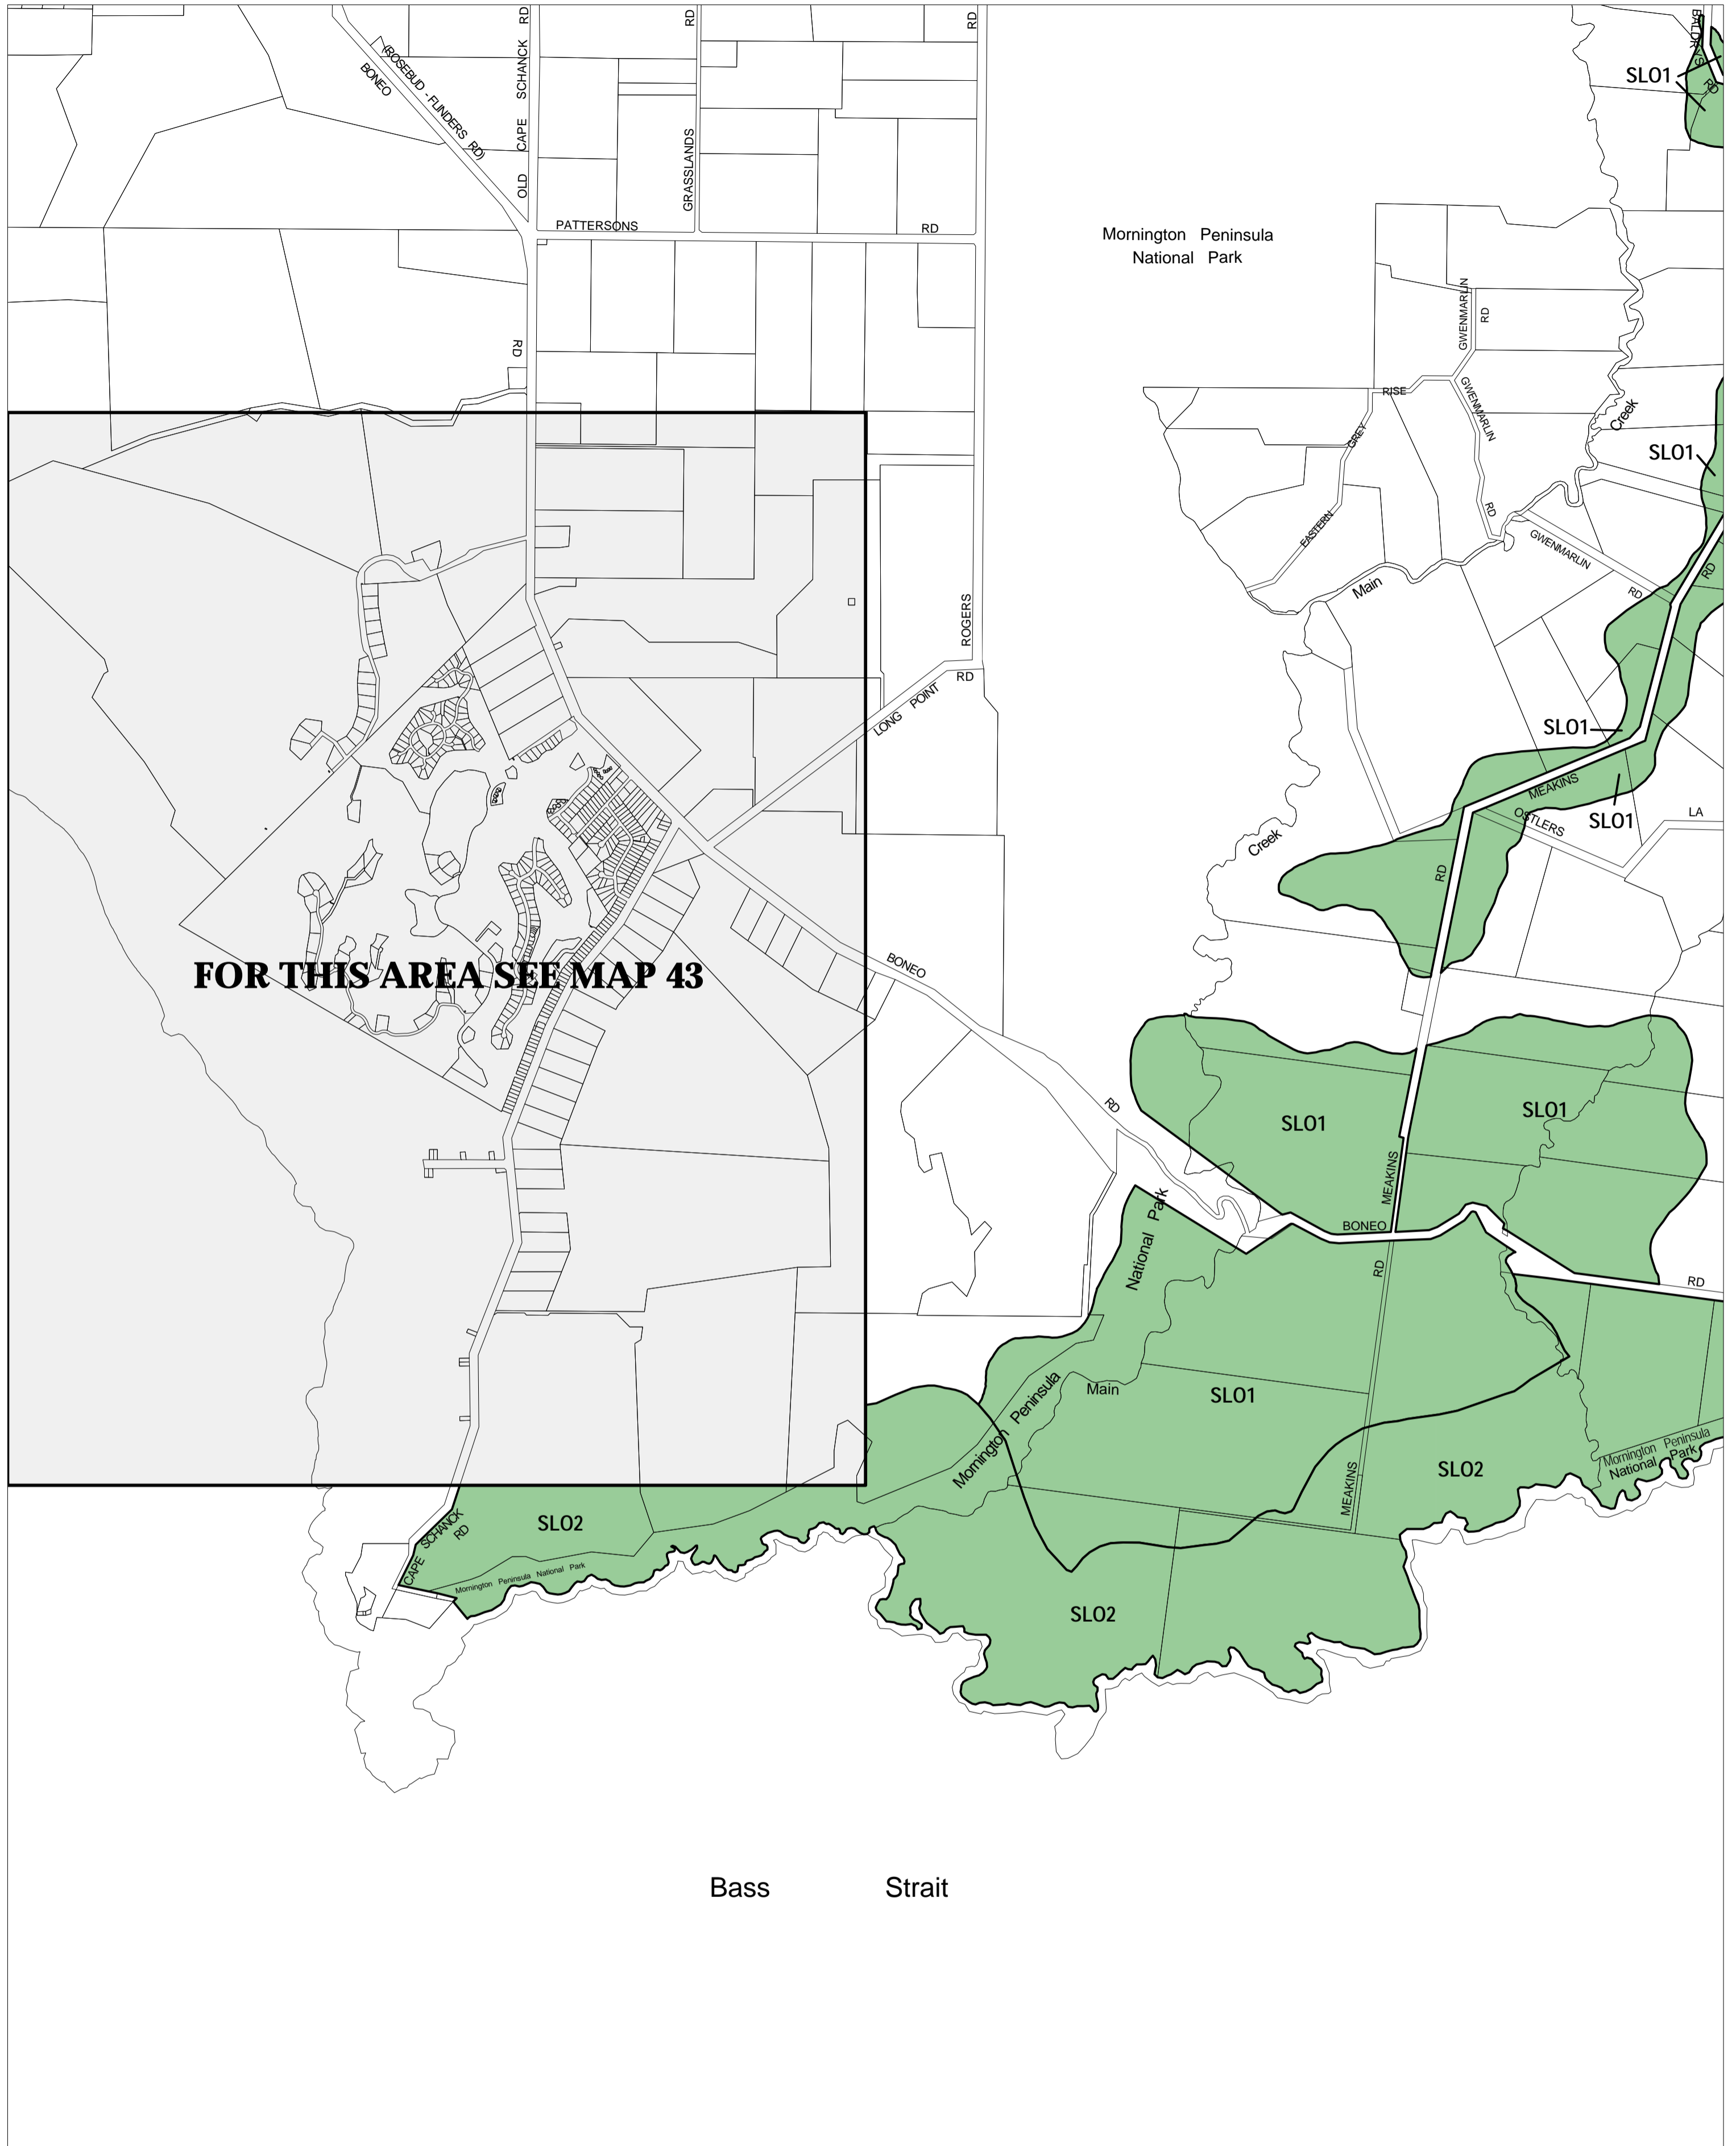 (ROSEBUD - FLINDERS RD)
BONEO
OLD CAPE SCHANCK RD
GRASSLANDS RD
RD
BALDRYS RD
SLO1
PATTERSONS RD
Mornington Peninsula
National Park
RD
GWENMARLIN RD
RISE
GREY
EASTERN
GWENMARLIN RD
Creek
Main
SLO1
GWENMARLIN RD
RD
ROGERS
RD
LONG POINT
SLO1
MEAKINS
SLO1
OSTLERS
LA
Creek
RD
FOR THIS AREA SEE MAP 43
BONEO
RD
SLO1
SLO1
MEAKINS
BONEO
RD
RD
National Park
Mornington Peninsula
Main
SLO1
SLO2
Mornington Peninsula
National Park
MEAKINS
SLO2
CAPE SCHANCK
RD
Mornington Peninsula National Park
SLO2
Bass Strait